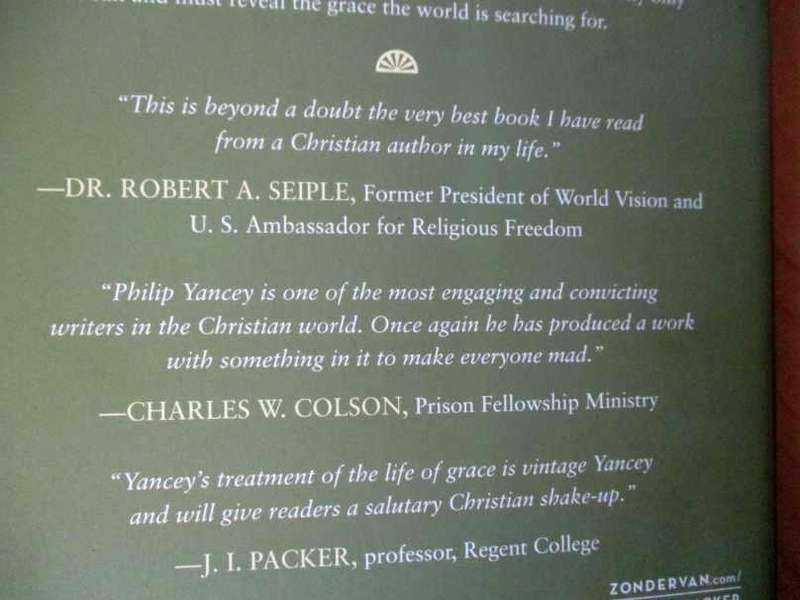 must reveal the grace the world is searching for.
“This is beyond a doubt the very best book I have read
from a Christian author in my life.”
—DR. ROBERT A. SEIPLE, Former President of World Vision and
U. S. Ambassador for Religious Freedom
“Philip Yancey is one of the most engaging and convicting
writers in the Christian world. Once again he has produced a work
with something in it to make everyone mad.”
—CHARLES W. COLSON, Prison Fellowship Ministry
“Yancey’s treatment of the life of grace is vintage Yancey
and will give readers a salutary Christian shake-up.”
—J. I. PACKER, professor, Regent College
ZONDERVAN.com/